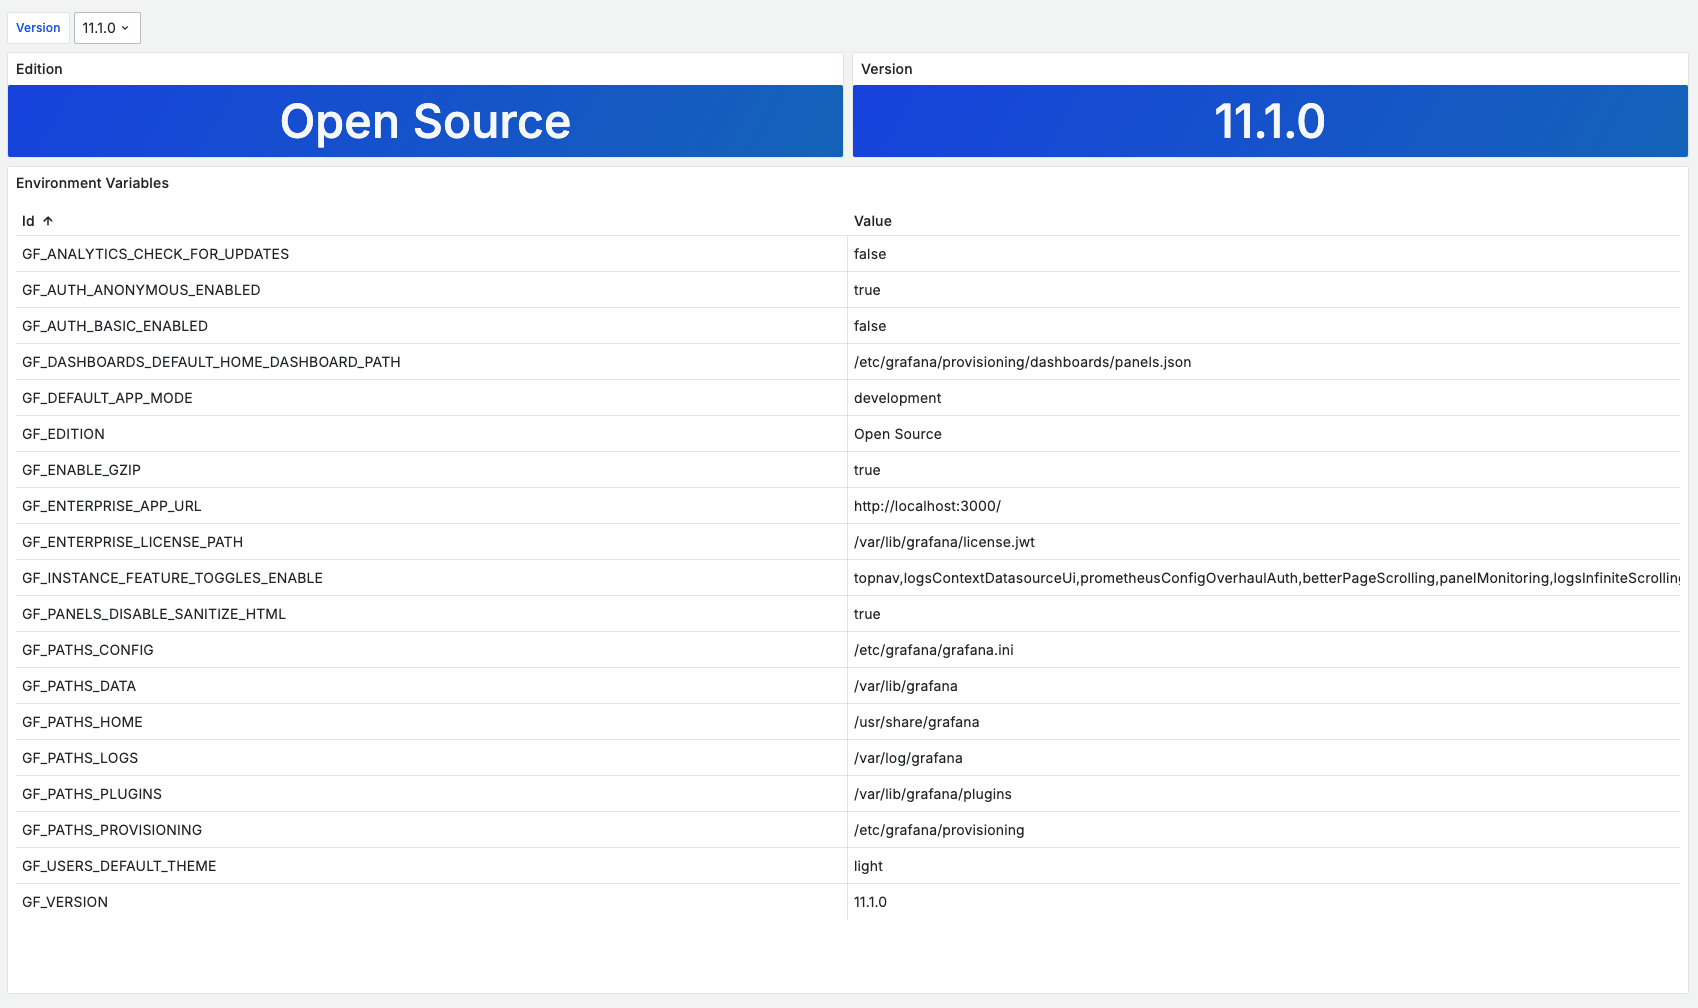 Version 11.1.0
Edition
Open Source
Version
11.1.0
Environment Variables
Id Value
GF_ANALYTICS_CHECK_FOR_UPDATES false
GF_AUTH_ANONYMOUS_ENABLED true
GF_AUTH_BASIC_ENABLED false
GF_DASHBOARDS_DEFAULT_HOME_DASHBOARD_PATH /etc/grafana/provisioning/dashboards/panels.json
GF_DEFAULT_APP_MODE development
GF_EDITION Open Source
GF_ENABLE_GZIP true
GF_ENTERPRISE_APP_URL http://localhost:3000/
GF_ENTERPRISE_LICENSE_PATH /var/lib/grafana/license.jwt
GF_INSTANCE_FEATURE_TOGGLES_ENABLE topnav,logsContextDatasourceUi,prometheusConfigOverhaulAuth,betterPageScrolling,panelMonitoring,logsInfiniteScrolling
GF_PANELS_DISABLE_SANITIZE_HTML true
GF_PATHS_CONFIG /etc/grafana/grafana.ini
GF_PATHS_DATA /var/lib/grafana
GF_PATHS_HOME /usr/share/grafana
GF_PATHS_LOGS /var/log/grafana
GF_PATHS_PLUGINS /var/lib/grafana/plugins
GF_PATHS_PROVISIONING /etc/grafana/provisioning
GF_USERS_DEFAULT_THEME light
GF_VERSION 11.1.0